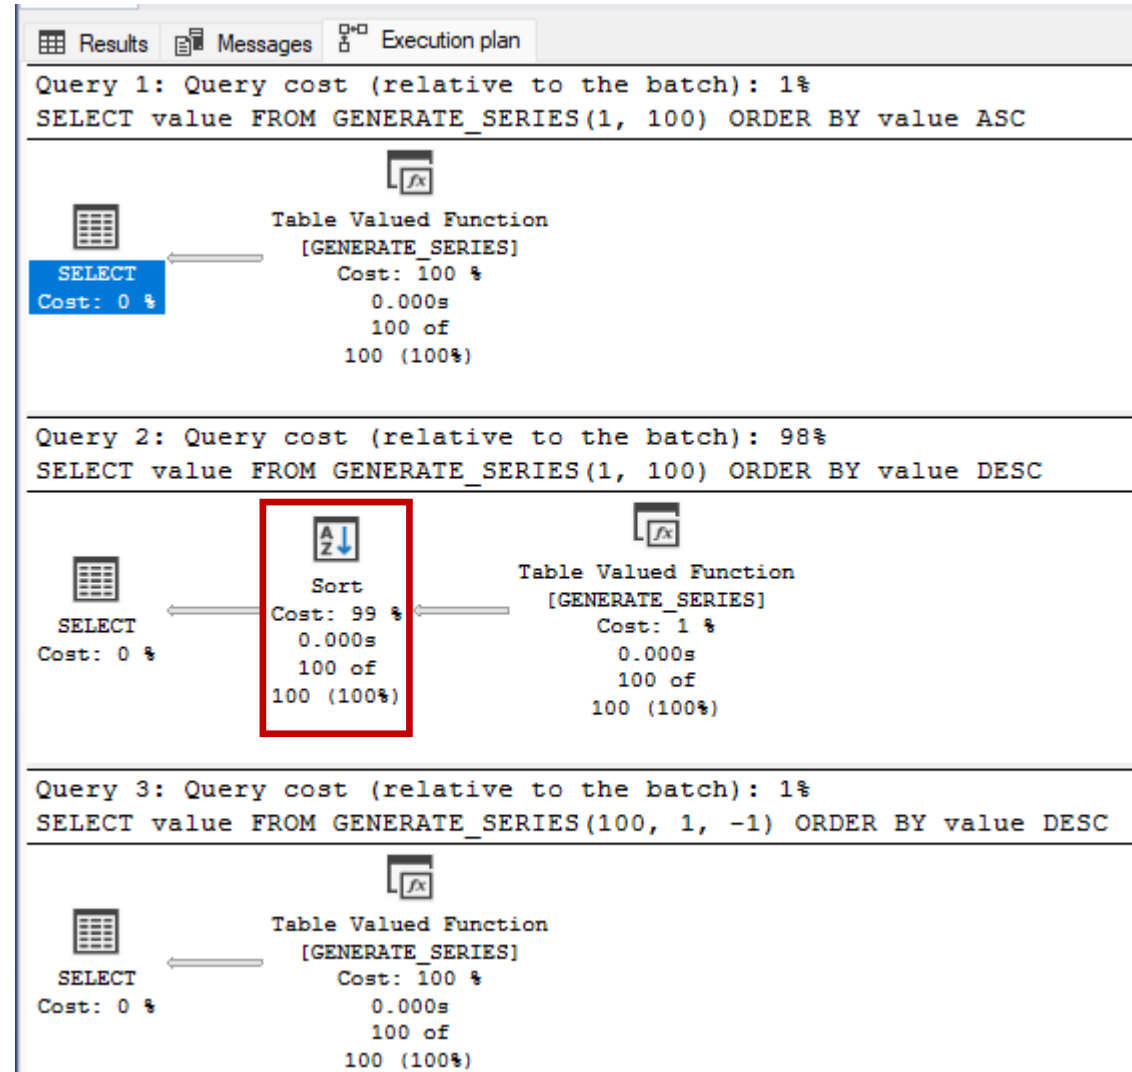 Results Messages Execution plan
Query 1: Query cost (relative to the batch): 1%
SELECT value FROM GENERATE_SERIES(1, 100) ORDER BY value ASC
fx
Table Valued Function
[GENERATE_SERIES]
Cost: 100 %
0.000s
100 of
100 (100%)
SELECT
Cost: 0 %
Query 2: Query cost (relative to the batch): 98%
SELECT value FROM GENERATE_SERIES(1, 100) ORDER BY value DESC
SELECT
Cost: 0 %
A
Z
Sort
Cost: 99 %
0.000s
100 of
100 (100%)
fx
Table Valued Function
[GENERATE_SERIES]
Cost: 1 %
0.000s
100 of
100 (100%)
Query 3: Query cost (relative to the batch): 1%
SELECT value FROM GENERATE_SERIES(100, 1, -1) ORDER BY value DESC
fx
Table Valued Function
[GENERATE_SERIES]
Cost: 100 %
0.000s
100 of
100 (100%)
SELECT
Cost: 0 %